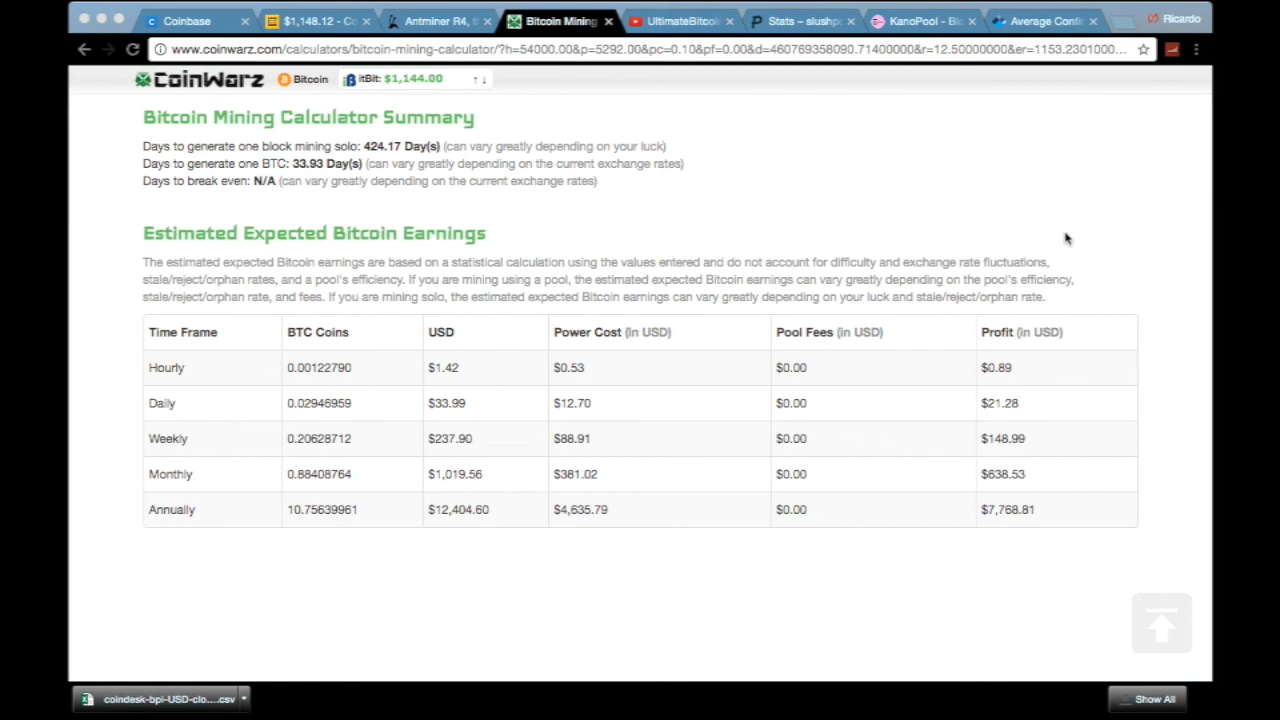 Coinbase
$1,148.12 - Co
Antminer R4, t
Bitcoin Mining
UltimateBitcoi
Stats – slushpo
KanoPool - Blo
Average Confir
Ricardo
www.coinwarz.com/calculators/bitcoin-mining-calculator/?h=54000.00&p=5292.00&pc=0.10&pf=0.00&d=460769358090.71400000&r=12.50000000&er=1153.2301000...
CoinWarz Bitcoin itBit: $1,144.00 ↑ ↓
Bitcoin Mining Calculator Summary
Days to generate one block mining solo: 424.17 Day(s) (can vary greatly depending on your luck)
Days to generate one BTC: 33.93 Day(s) (can vary greatly depending on the current exchange rates)
Days to break even: N/A (can vary greatly depending on the current exchange rates)
Estimated Expected Bitcoin Earnings
The estimated expected Bitcoin earnings are based on a statistical calculation using the values entered and do not account for difficulty and exchange rate fluctuations,
stale/reject/orphan rates, and a pool's efficiency. If you are mining using a pool, the estimated expected Bitcoin earnings can vary greatly depending on the pool's efficiency,
stale/reject/orphan rate, and fees. If you are mining solo, the estimated expected Bitcoin earnings can vary greatly depending on your luck and stale/reject/orphan rate.
Time Frame BTC Coins USD Power Cost (in USD) Pool Fees (in USD) Profit (in USD)
Hourly 0.00122790 $1.42 $0.53 $0.00 $0.89
Daily 0.02946959 $33.99 $12.70 $0.00 $21.28
Weekly 0.20628712 $237.90 $88.91 $0.00 $148.99
Monthly 0.88408764 $1,019.56 $381.02 $0.00 $638.53
Annually 10.75639961 $12,404.60 $4,635.79 $0.00 $7,768.81
coindesk-bpi-USD-clo....csv
Show All